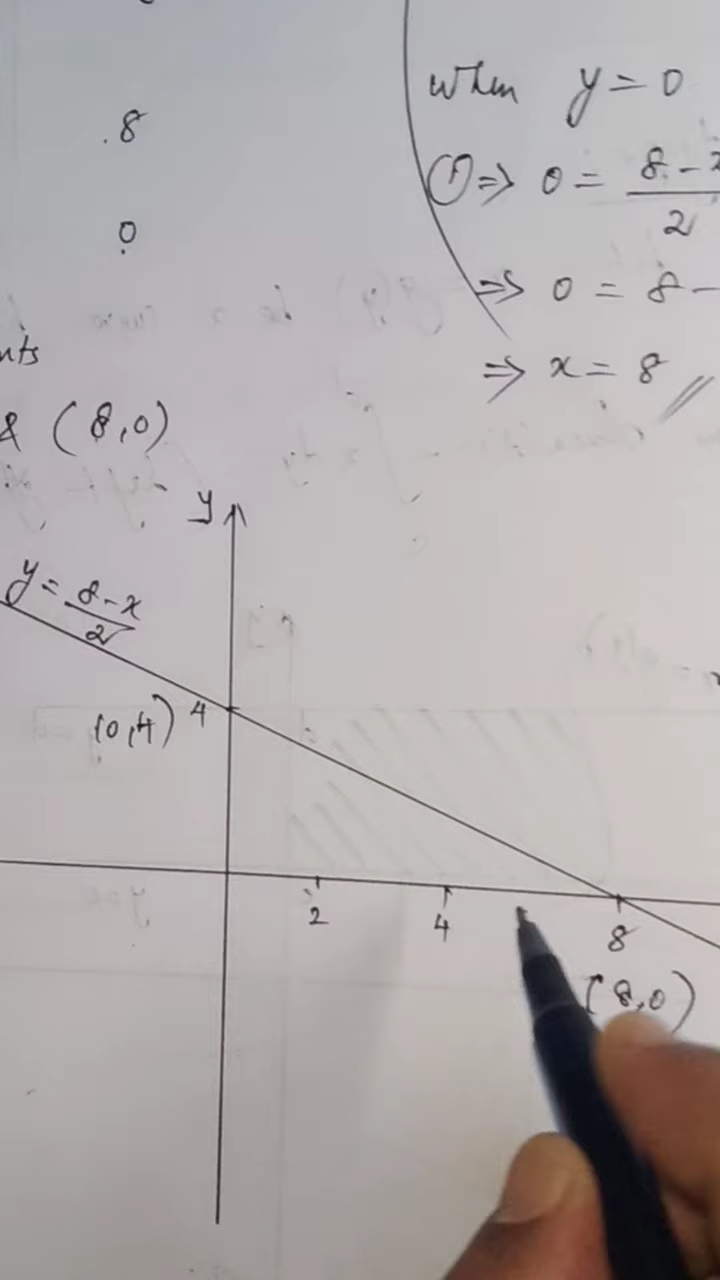 8
0
nts
& (8,0)
when y = 0
① ⇒ 0 = 8 - x / 2
⇒ 0 = 8 -
⇒ x = 8 //
y
y = 8 - x / 2
(0,4) 4
2 4 8
(8,0)